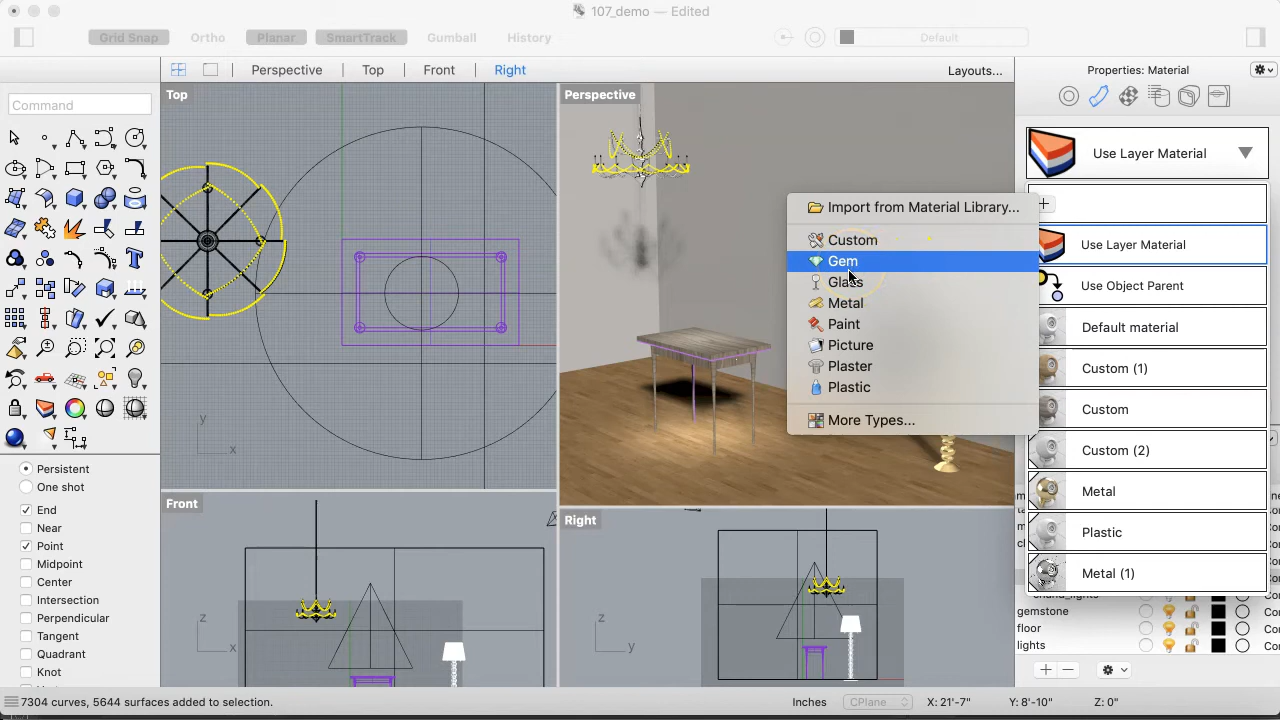 107_demo — Edited
Grid Snap Ortho Planar SmartTrack Gumball History Default
Perspective Top Front Right Layouts...
Properties: Material
Command
Top
Perspective
Front
Right
Use Layer Material
Import from Material Library...
Custom
Gem
Glass
Metal
Paint
Picture
Plaster
Plastic
More Types...
Use Layer Material
Use Object Parent
Default material
Custom (1)
Custom
Custom (2)
Metal
Plastic
Metal (1)
gemstone
floor
lights
Persistent
One shot
End
Near
Point
Midpoint
Center
Intersection
Perpendicular
Tangent
Quadrant
Knot
y
x
z
x
z
y
7304 curves, 5644 surfaces added to selection.
Inches CPlane X: 21'-7" Y: 8'-10" Z: 0"